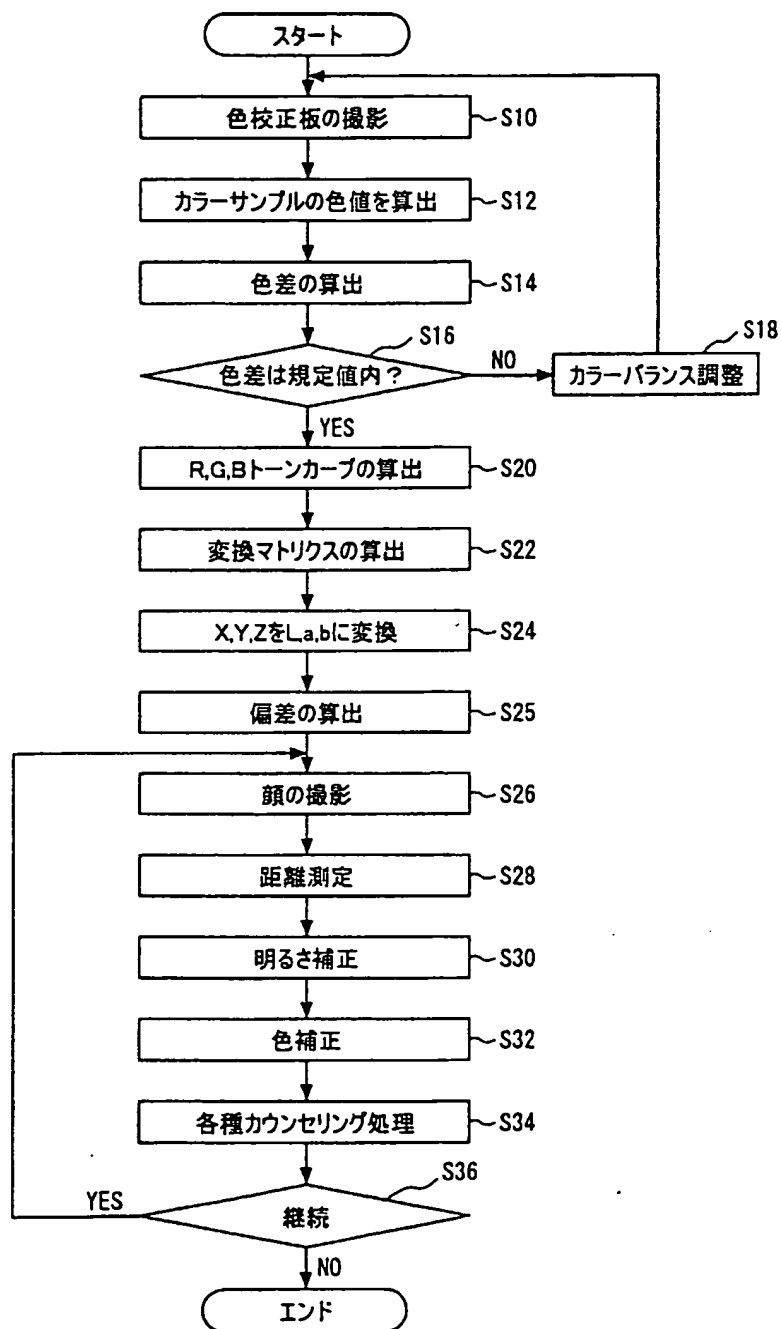 スタート
色校正板の撮影
S10
カラーサンプルの色値を算出
S12
色差の算出
S14
S16
色差は規定値内？
NO
S18
カラーバランス調整
YES
R,G,Bトーンカーブの算出
S20
変換マトリクスの算出
S22
X,Y,ZをL,a,bに変換
S24
偏差の算出
S25
顔の撮影
S26
距離測定
S28
明るさ補正
S30
色補正
S32
各種カウンセリング処理
S34
S36
YES
継続
NO
エンド